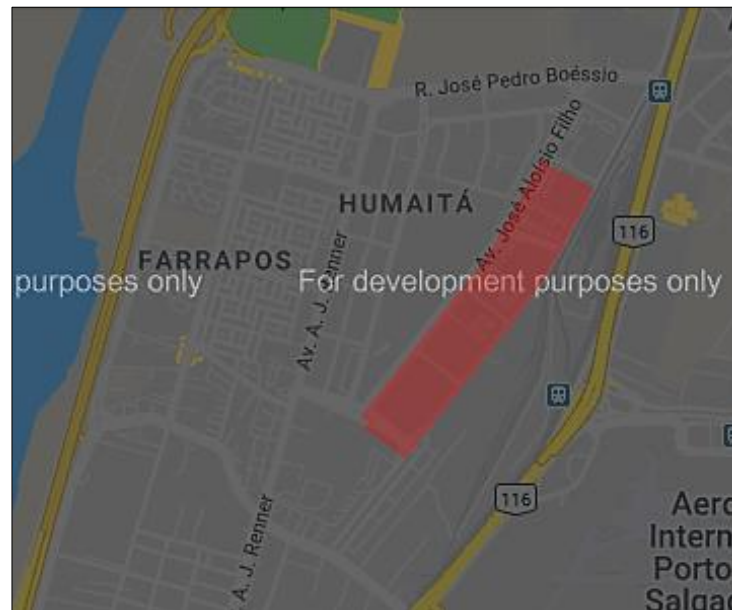 R. José Pedro Boéssio
Av. José Aloísio Filho
HUMAITÁ
116
FARRAPOS
purposes only
For development purposes only
Av. A. J. Renner
116
A. J. Renner
Aero
Intern
Porto
Salgad